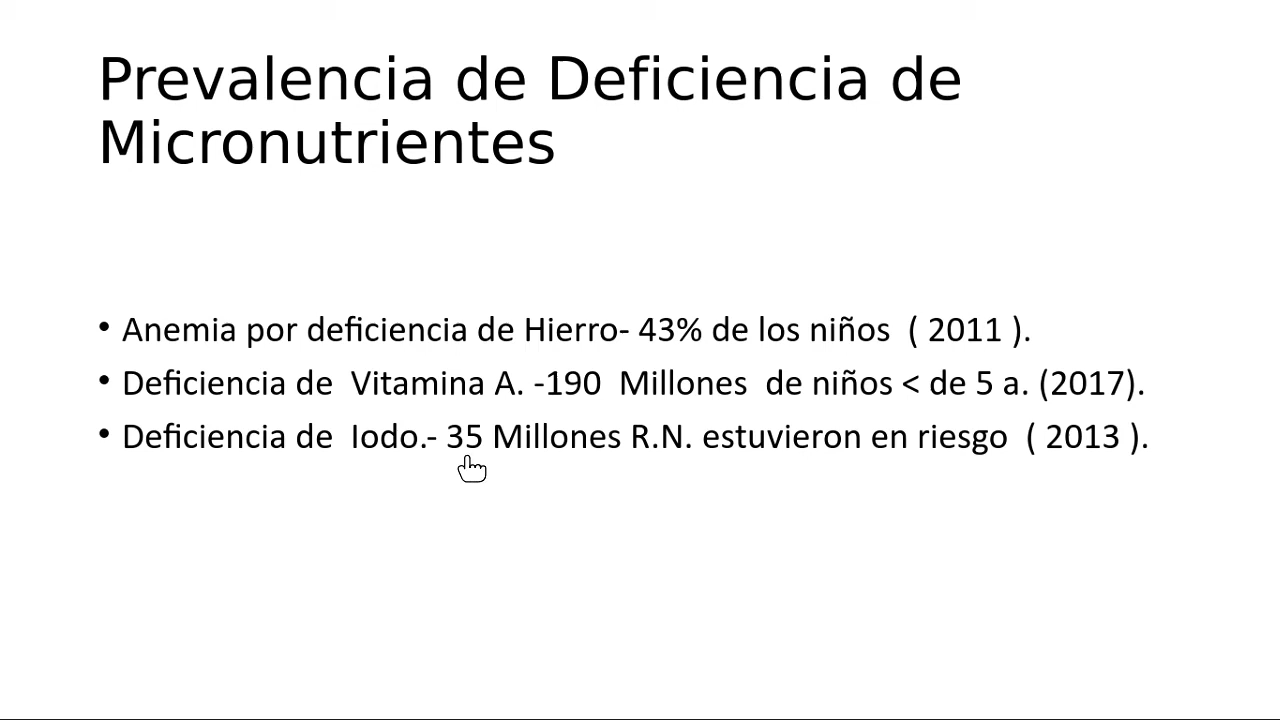 Prevalencia de Deficiencia de
Micronutrientes
• Anemia por deficiencia de Hierro- 43% de los niños  ( 2011 ).
• Deficiencia de  Vitamina A. -190  Millones  de niños < de 5 a. (2017).
• Deficiencia de  Iodo.- 35 Millones R.N. estuvieron en riesgo  ( 2013 ).